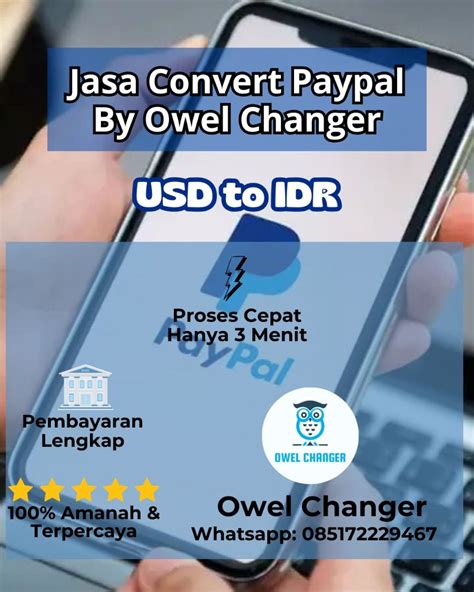 Jasa Convert Paypal
By Owel Changer
USD to IDR
Proses Cepat
Hanya 3 Menit
PayPal
Pembayaran
Lengkap
OWEL CHANGER
100% Amanah &
Terpercaya
Owel Changer
Whatsapp: 085172229467